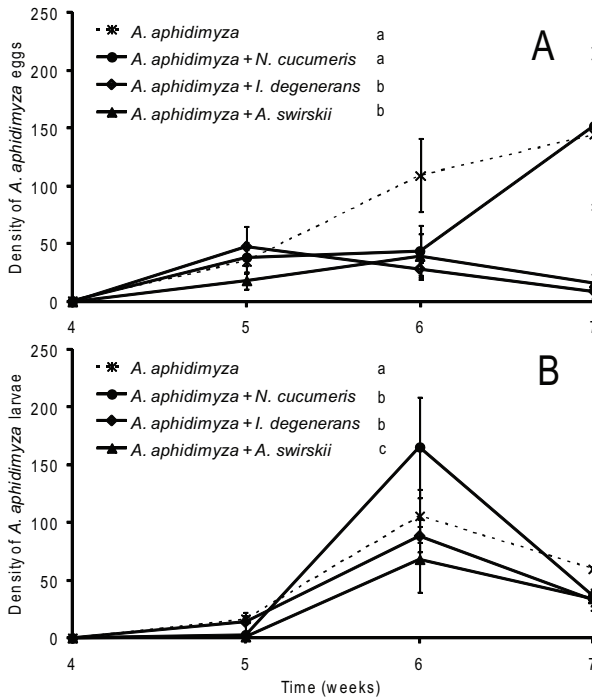 250
200
150
100
50
0
Density of A. aphidimyza eggs
A. aphidimyza a
A. aphidimyza + N. cucumeris a
A. aphidimyza + I. degenerans b
A. aphidimyza + A. swirskii b
A
4 5 6 7
250
200
150
100
50
0
Density of A. aphidimyza larvae
A. aphidimyza a
A. aphidimyza + N. cucumeris b
A. aphidimyza + I. degenerans b
A. aphidimyza + A. swirskii c
B
4 5 6 7
Time (weeks)